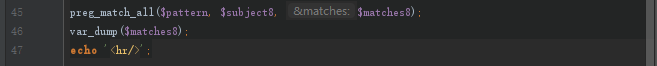 45 preg_match_all($pattern, $subject8, &matches: $matches8);
46 var_dump($matches8);
47 echo '<hr/>';